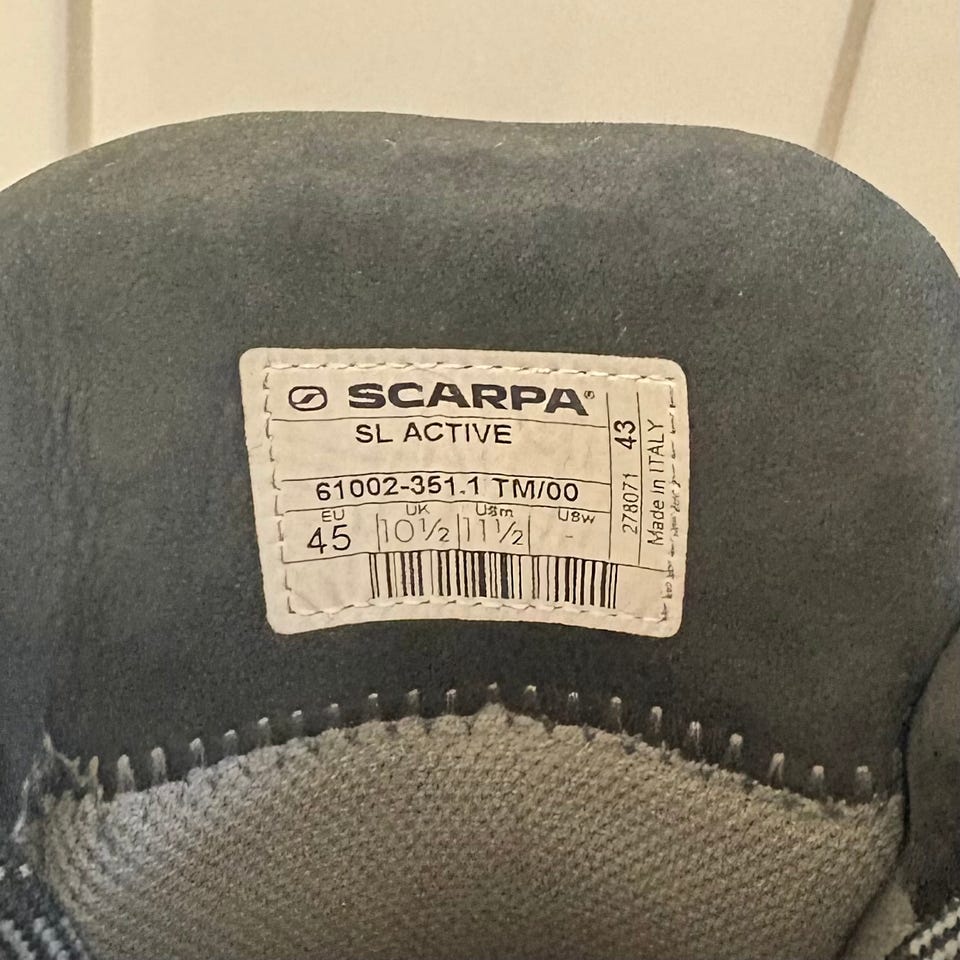 SCARPA®
SL ACTIVE
61002-351.1 TM/00
EU UK USm USw
45 10½ 11½ -
278071 43
Made in ITALY